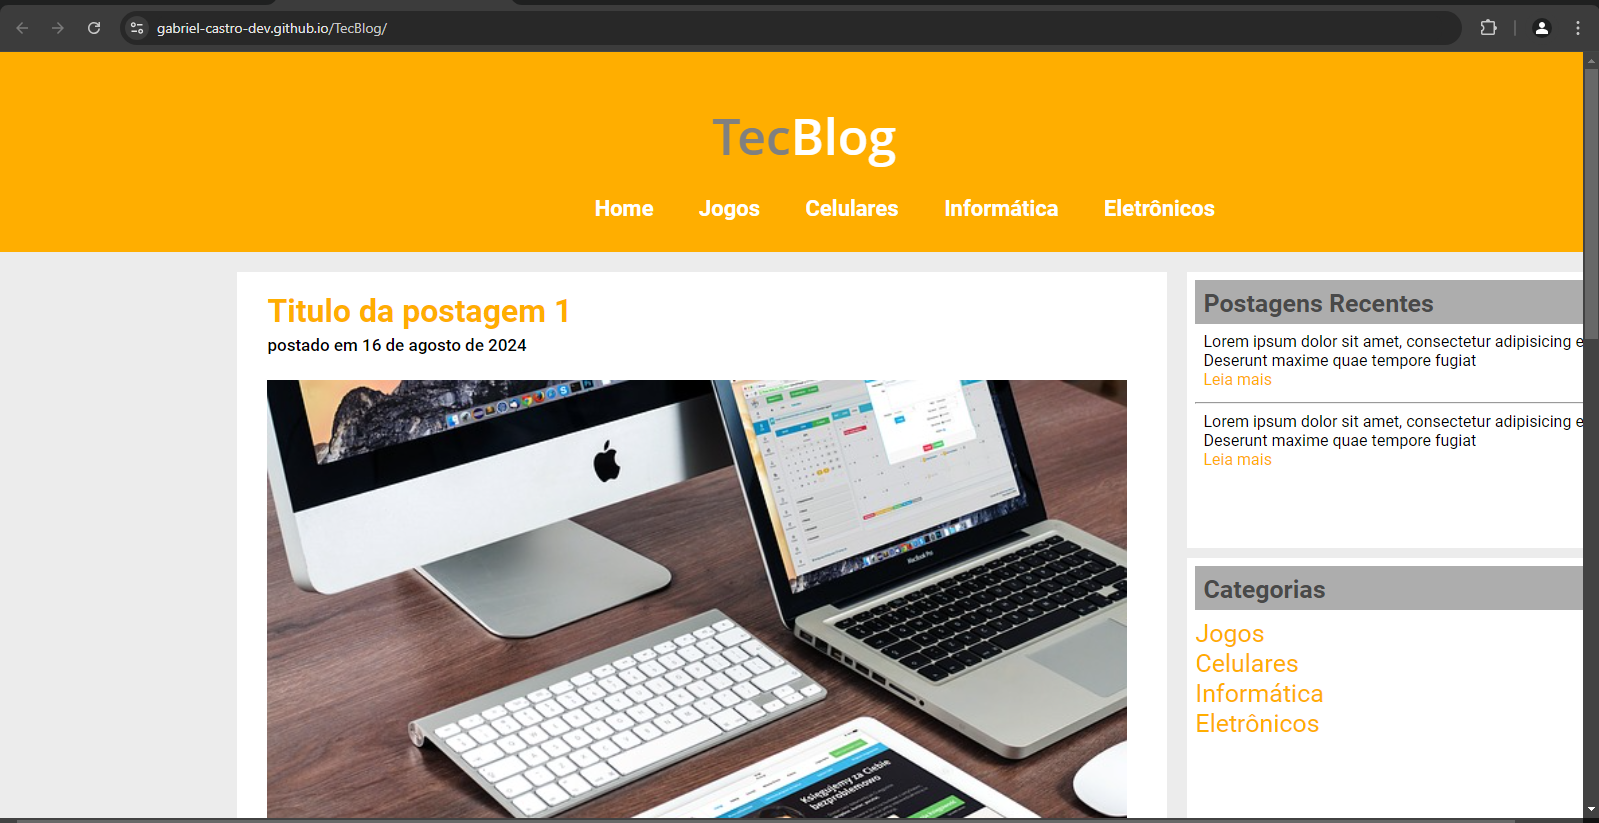 gabriel-castro-dev.github.io/TecBlog/
TecBlog
Home Jogos Celulares Informática Eletrônicos
Titulo da postagem 1
postado em 16 de agosto de 2024
Postagens Recentes
Lorem ipsum dolor sit amet, consectetur adipisicing e
Deserunt maxime quae tempore fugiat
Leia mais
Lorem ipsum dolor sit amet, consectetur adipisicing e
Deserunt maxime quae tempore fugiat
Leia mais
Categorias
Jogos
Celulares
Informática
Eletrônicos
MacBook Pro
Księgujemy za Ciebie
bezproblemowo